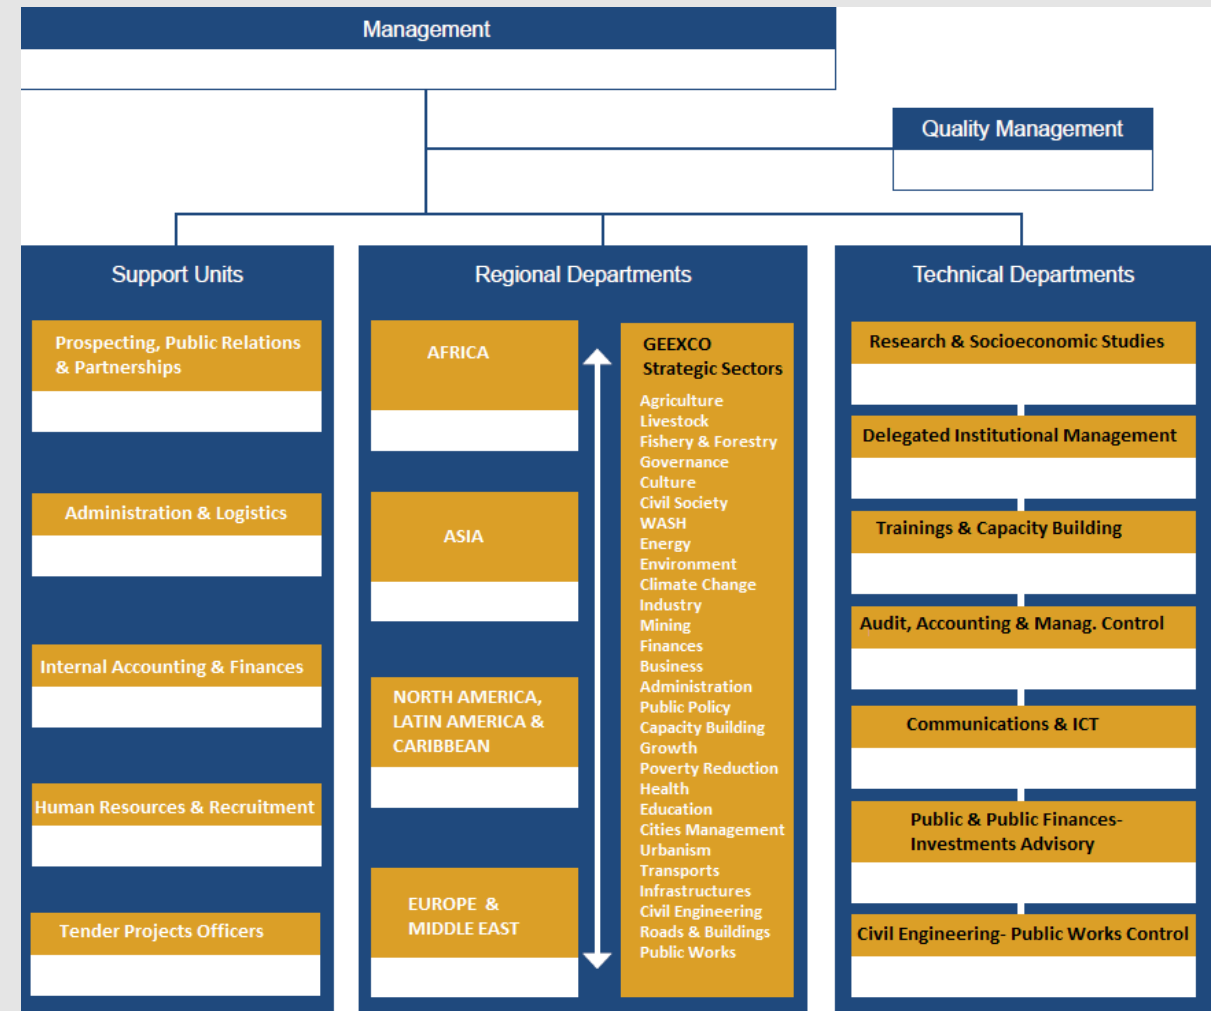 Management
Quality Management
Support Units
Prospecting, Public Relations
& Partnerships
Administration & Logistics
Internal Accounting & Finances
Human Resources & Recruitment
Tender Projects Officers
Regional Departments
AFRICA
ASIA
NORTH AMERICA,
LATIN AMERICA &
CARIBBEAN
EUROPE &
MIDDLE EAST
GEEXCO
Strategic Sectors
Agriculture
Livestock
Fishery & Forestry
Governance
Culture
Civil Society
WASH
Energy
Environment
Climate Change
Industry
Mining
Finances
Business
Administration
Public Policy
Capacity Building
Growth
Poverty Reduction
Health
Education
Cities Management
Urbanism
Transports
Infrastructures
Civil Engineering
Roads & Buildings
Public Works
Technical Departments
Research & Socioeconomic Studies
Delegated Institutional Management
Trainings & Capacity Building
Audit, Accounting & Manag. Control
Communications & ICT
Public & Public Finances-
Investments Advisory
Civil Engineering- Public Works Control